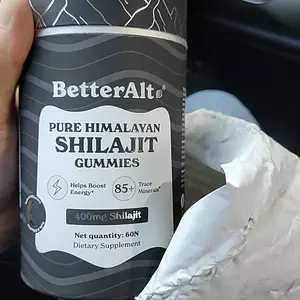 BetterAlt
PURE HIMALAYAN
SHILAJIT
GUMMIES
Helps Boost
Energy*
85+
Trace
Minerals*
400mg Shilajit
Net quantity: 60N
Dietary Supplement